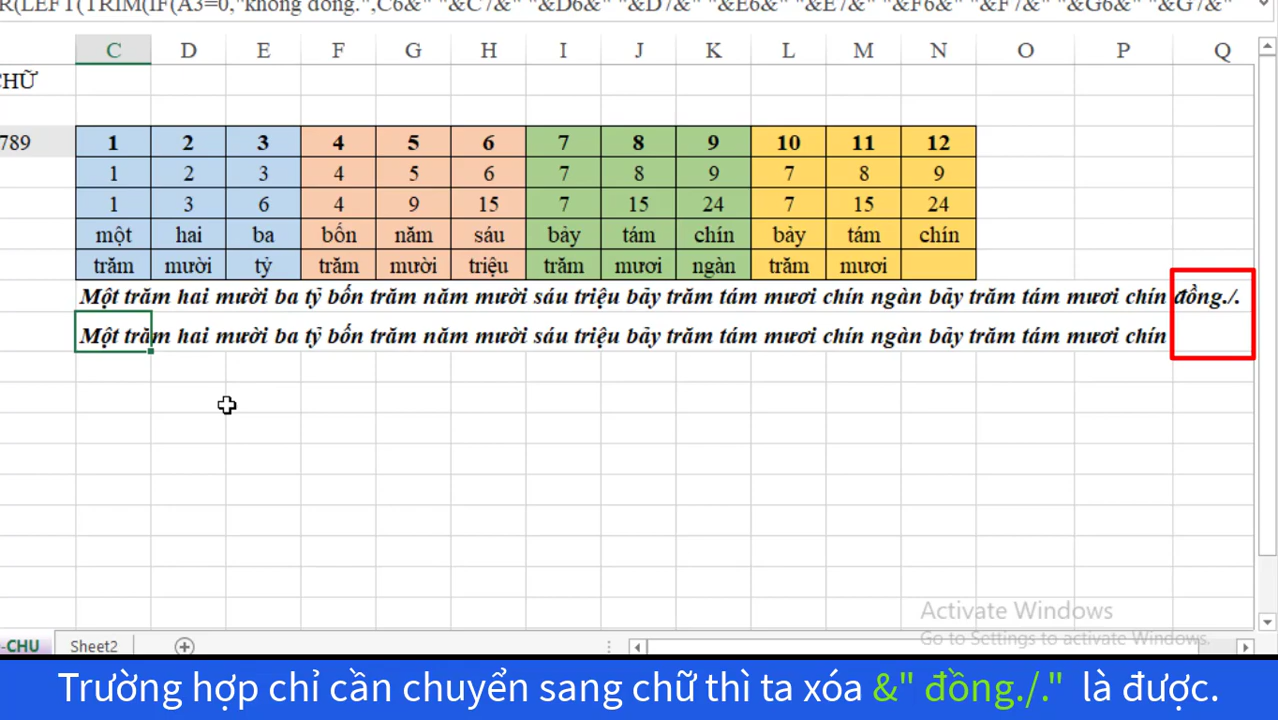 R(LEFT(TRIM(IF(A3=0,"không đồng.",C6&" "&C7&" "&D6&" "&D7&" "&E6&" "&E7&" "&F6&" "&F7&" "&G6&" "&G7&"
C D E F G H I J K L M N O P Q
CHỮ
789 1 2 3 4 5 6 7 8 9 10 11 12
1 2 3 4 5 6 7 8 9 7 8 9
1 3 6 4 9 15 7 15 24 7 15 24
một hai ba bốn năm sáu bảy tám chín bảy tám chín
trăm mười tỷ trăm mười triệu trăm mươi ngàn trăm mươi
Một trăm hai mười ba tỷ bốn trăm năm mười sáu triệu bảy trăm tám mươi chín ngàn bảy trăm tám mươi chín đồng./.
Một trăm hai mười ba tỷ bốn trăm năm mười sáu triệu bảy trăm tám mươi chín ngàn bảy trăm tám mươi chín
Activate Windows
Go to Settings to activate Windows.
-CHU Sheet2
Trường hợp chỉ cần chuyển sang chữ thì ta xóa &" đồng./." là được.